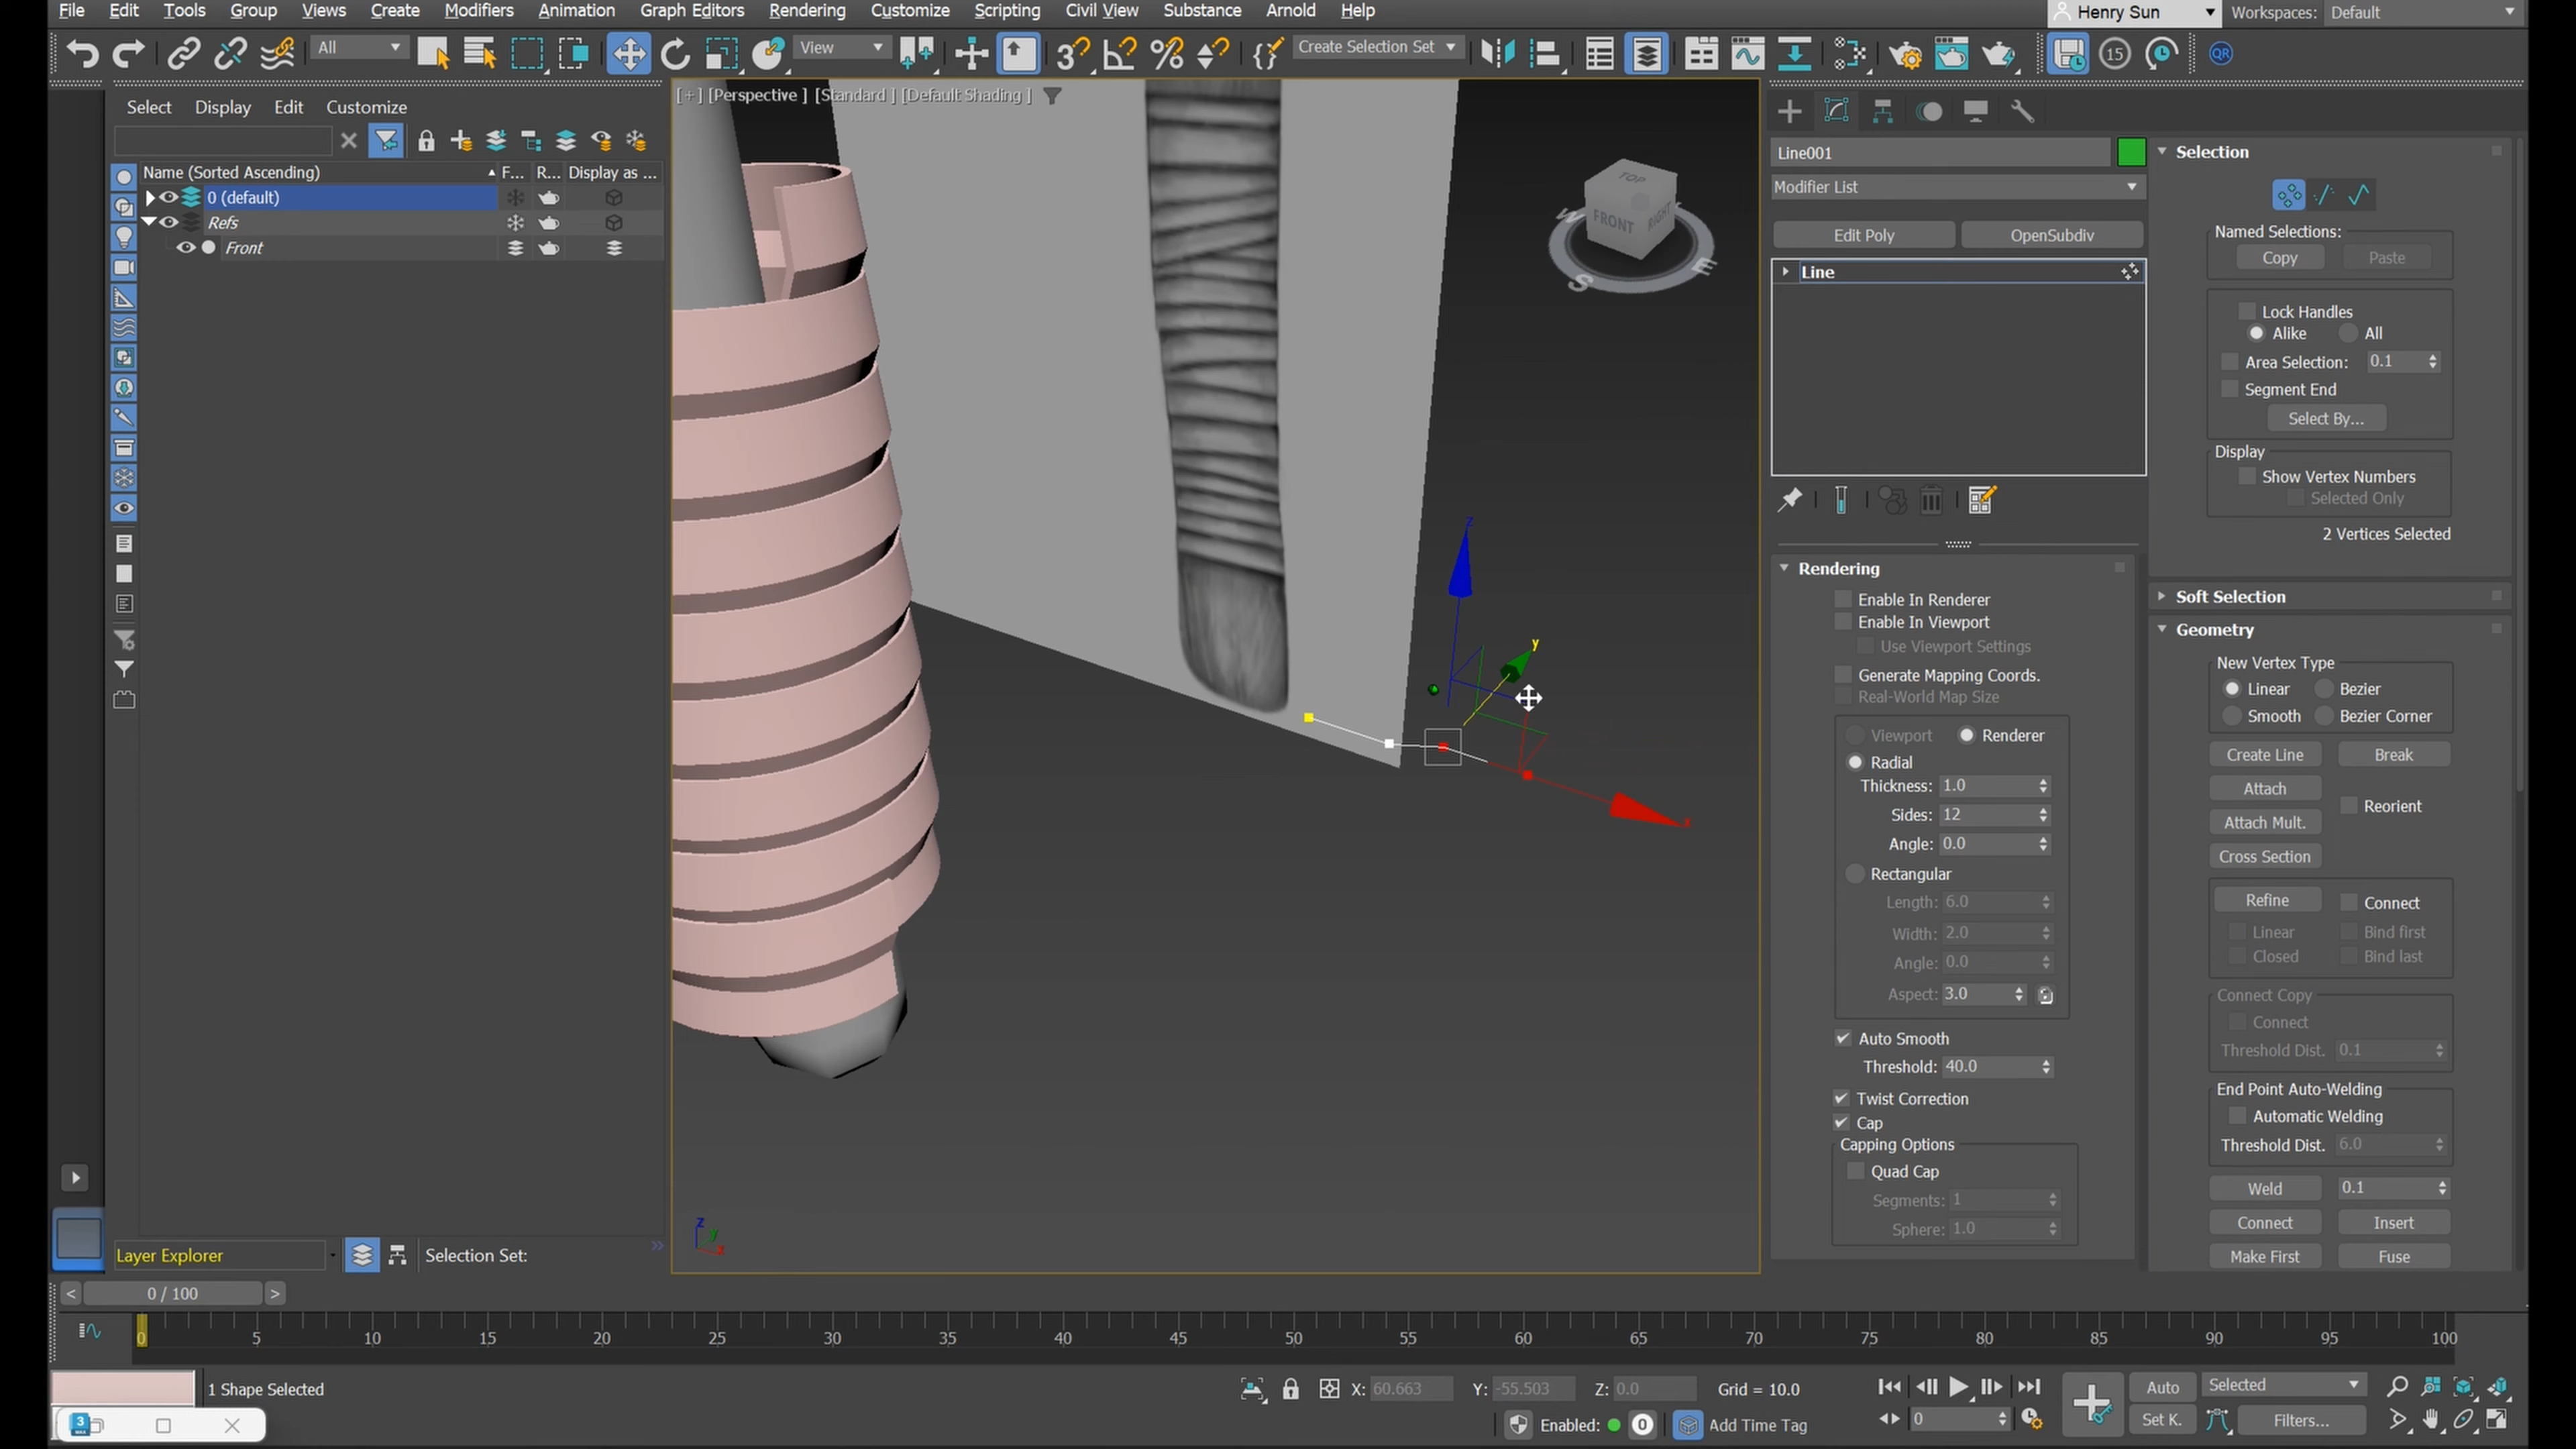 File Edit Tools Group Views Create Modifiers Animation Graph Editors Rendering Customize Scripting Civil View Substance Arnold Help
Henry Sun Workspaces: Default
All View Create Selection Set 15 QR
Select Display Edit Customize
Name (Sorted Ascending) F... R... Display as ...
0 (default)
Refs
Front
Layer Explorer Selection Set:
[+] [Perspective ] [Standard ] [Default Shading ]
TOP
FRONT RIGHT
W S E
z
y
x
z y x
Line001
Modifier List
Edit Poly OpenSubdiv
Line
Rendering
Enable In Renderer
Enable In Viewport
Use Viewport Settings
Generate Mapping Coords.
Real-World Map Size
Viewport Renderer
Radial
Thickness: 1.0
Sides: 12
Angle: 0.0
Rectangular
Length: 6.0
Width: 2.0
Angle: 0.0
Aspect: 3.0
Auto Smooth
Threshold: 40.0
Twist Correction
Cap
Capping Options
Quad Cap
Segments: 1
Sphere: 1.0
Selection
Named Selections:
Copy Paste
Lock Handles
Alike All
Area Selection: 0.1
Segment End
Select By...
Display
Show Vertex Numbers
Selected Only
2 Vertices Selected
Soft Selection
Geometry
New Vertex Type
Linear Bezier
Smooth Bezier Corner
Create Line Break
Attach
Reorient
Attach Mult.
Cross Section
Refine Connect
Linear Bind first
Closed Bind last
Connect Copy
Connect
Threshold Dist. 0.1
End Point Auto-Welding
Automatic Welding
Threshold Dist. 6.0
Weld 0.1
Connect Insert
Make First Fuse
< 0 / 100 >
0 5 10 15 20 25 30 35 40 45 50 55 60 65 70 75 80 85 90 95 100
1 Shape Selected X: 60.663 Y: -55.503 Z: 0.0 Grid = 10.0 Auto Selected
3 Enabled: 0 Add Time Tag 0 Set K. Filters...